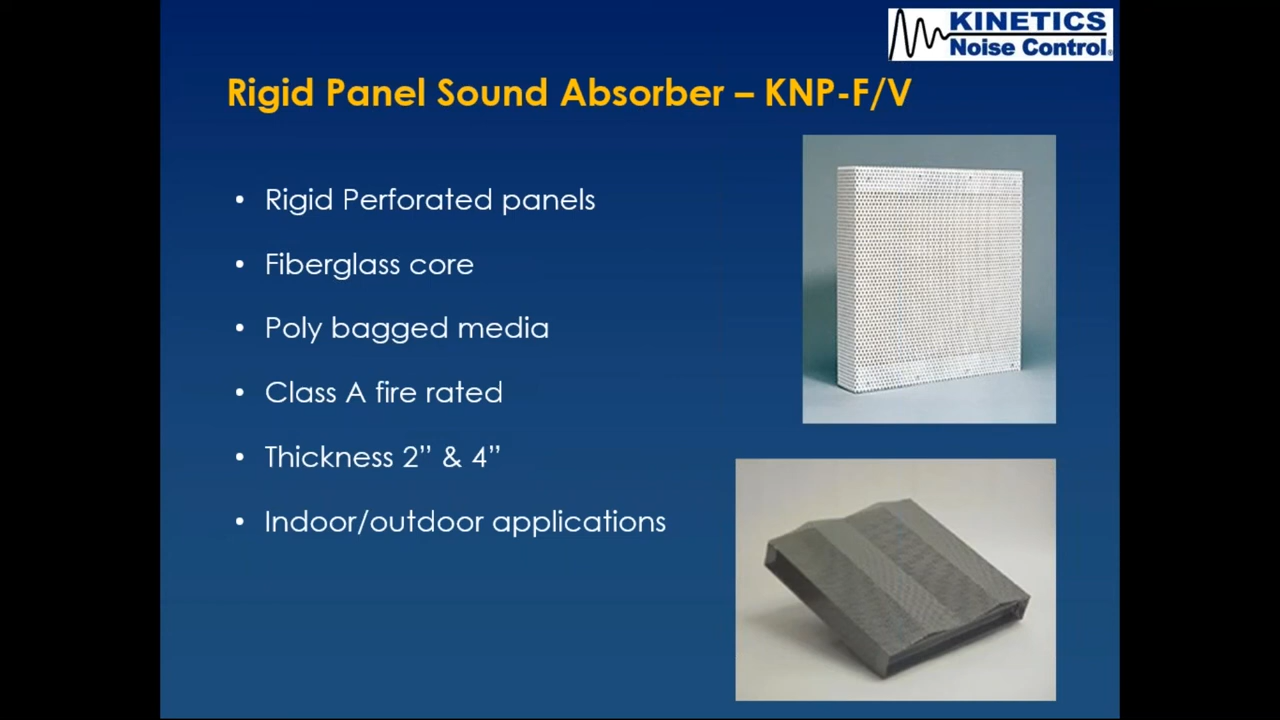 KINETICS
Noise Control®
Rigid Panel Sound Absorber – KNP-F/V
• Rigid Perforated panels
• Fiberglass core
• Poly bagged media
• Class A fire rated
• Thickness 2” & 4”
• Indoor/outdoor applications